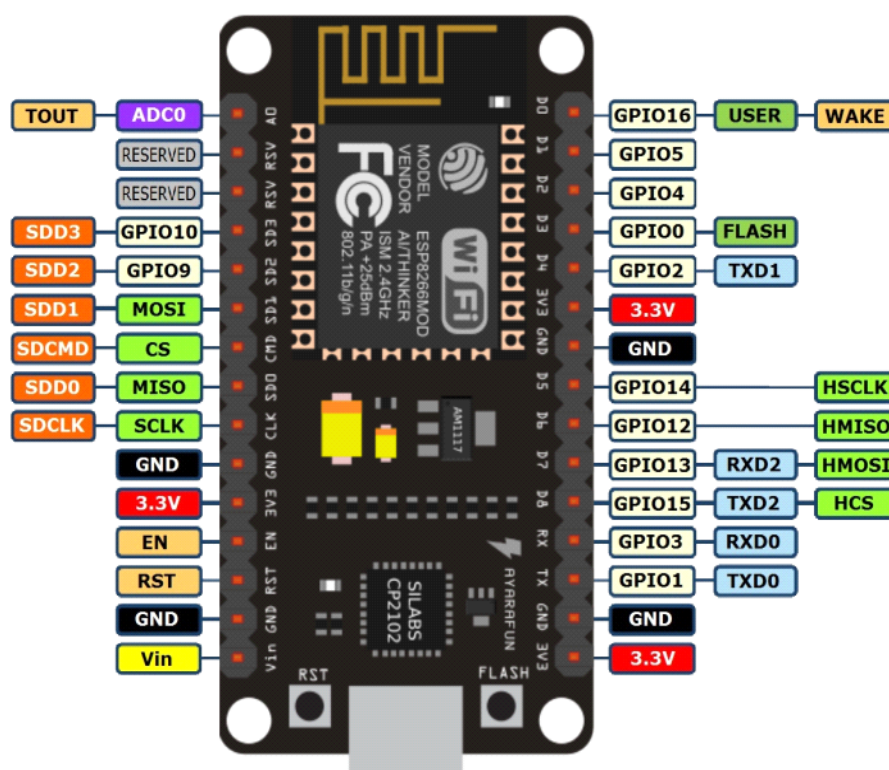 TOUT ADC0 A0 D0 GPIO16 USER WAKE
RESERVED RSV D1 GPIO5
RESERVED RSV D2 GPIO4
SDD3 GPIO10 SD3 D3 GPIO0 FLASH
SDD2 GPIO9 SD2 D4 GPIO2 TXD1
SDD1 MOSI SD1 3V3 3.3V
SDCMD CS CMD GND GND
SDD0 MISO SD0 D5 GPIO14 HSCLK
SDCLK SCLK CLK D6 GPIO12 HMISO
GND GND D7 GPIO13 RXD2 HMOSI
3.3V 3V3 D8 GPIO15 TXD2 HCS
EN EN RX GPIO3 RXD0
RST RST TX GPIO1 TXD0
GND GND GND GND
Vin Vin 3V3 3.3V
FC
MODEL ESP8266MOD
VENDOR AI/THINKER
ISM 2.4GHz
PA +25dBm
802.11b/g/n
Wi Fi
AM1117
SILABS
CP2102
AYARAFUN
RST
FLASH